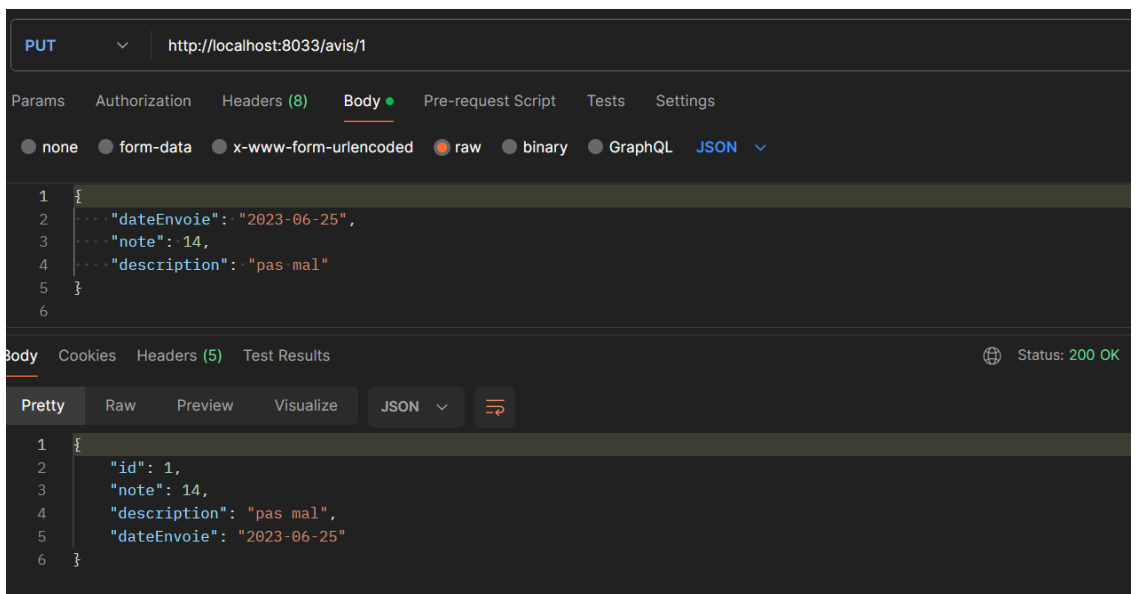 PUT http://localhost:8033/avis/1
Params Authorization Headers (8) Body Pre-request Script Tests Settings
none form-data x-www-form-urlencoded raw binary GraphQL JSON
1 {
2 "dateEnvoie": "2023-06-25",
3 "note": 14,
4 "description": "pas mal"
5 }
6
Body Cookies Headers (5) Test Results Status: 200 OK
Pretty Raw Preview Visualize JSON
1 {
2 "id": 1,
3 "note": 14,
4 "description": "pas mal",
5 "dateEnvoie": "2023-06-25"
6 }